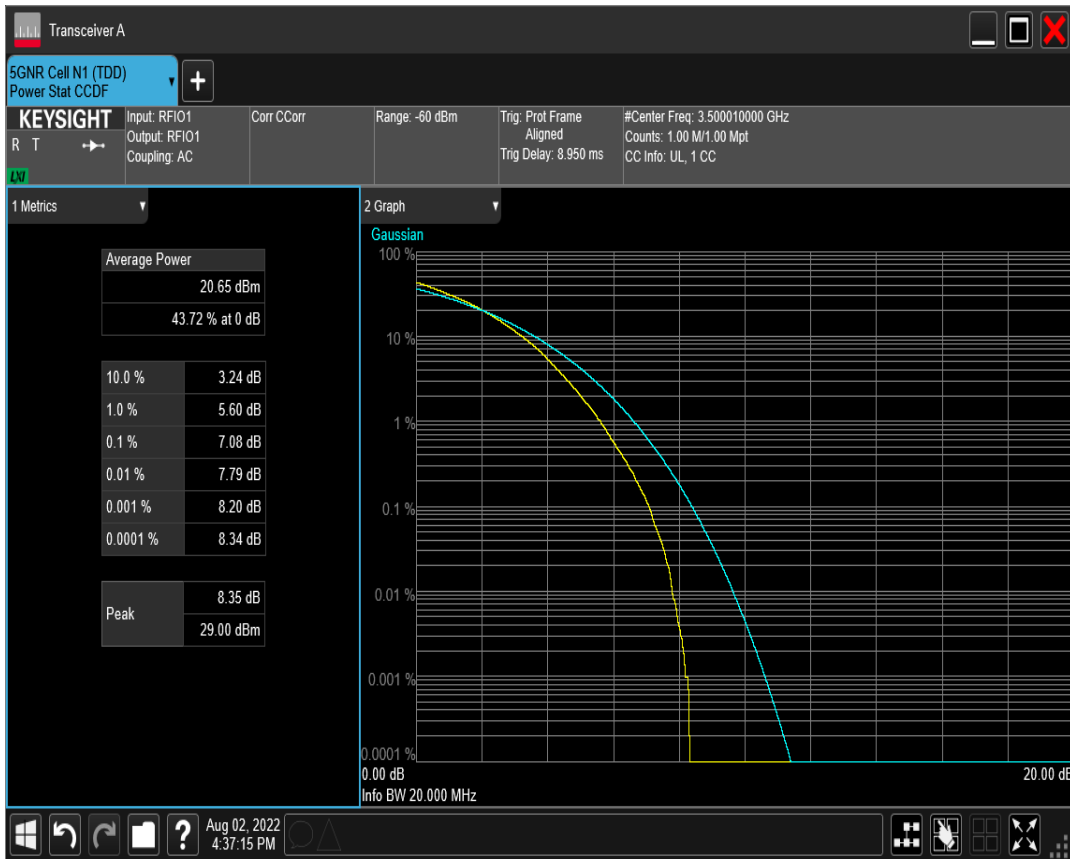 Transceiver A
5GNR Cell N1 (TDD)
Power Stat CCDF
+
KEYSIGHT
R T
LXI
Input: RFIO1
Output: RFIO1
Coupling: AC
Corr CCorr
Range: -60 dBm
Trig: Prot Frame
Aligned
Trig Delay: 8.950 ms
#Center Freq: 3.500010000 GHz
Counts: 1.00 M/1.00 Mpt
CC Info: UL, 1 CC
1 Metrics
Average Power
20.65 dBm
43.72 % at 0 dB
10.0 % 3.24 dB
1.0 % 5.60 dB
0.1 % 7.08 dB
0.01 % 7.79 dB
0.001 % 8.20 dB
0.0001 % 8.34 dB
Peak
8.35 dB
29.00 dBm
2 Graph
Gaussian
100 %
10 %
1 %
0.1 %
0.01 %
0.001 %
0.0001 %
0.00 dB 20.00 dB
Info BW 20.000 MHz
?
Aug 02, 2022
4:37:15 PM